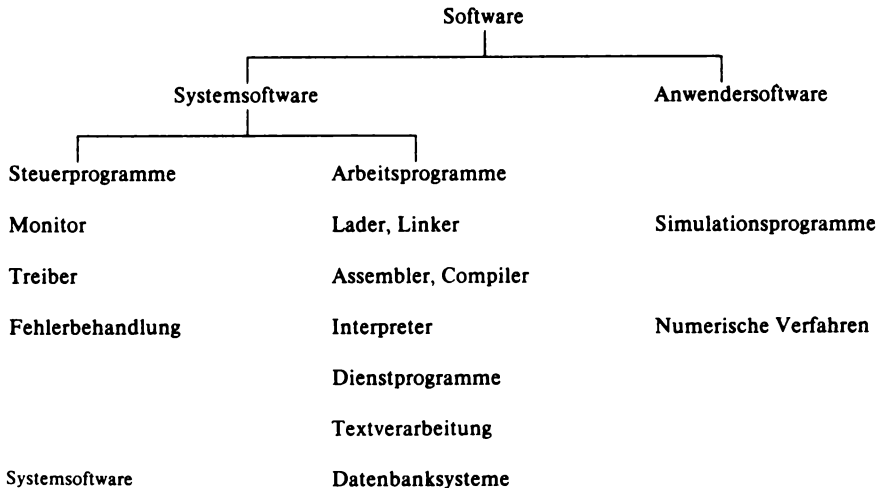 Software
Systemsoftware Anwendersoftware
Steuerprogramme Arbeitsprogramme
Monitor Lader, Linker Simulationsprogramme
Treiber Assembler, Compiler
Fehlerbehandlung Interpreter Numerische Verfahren
Dienstprogramme
Textverarbeitung
Systemsoftware Datenbanksysteme